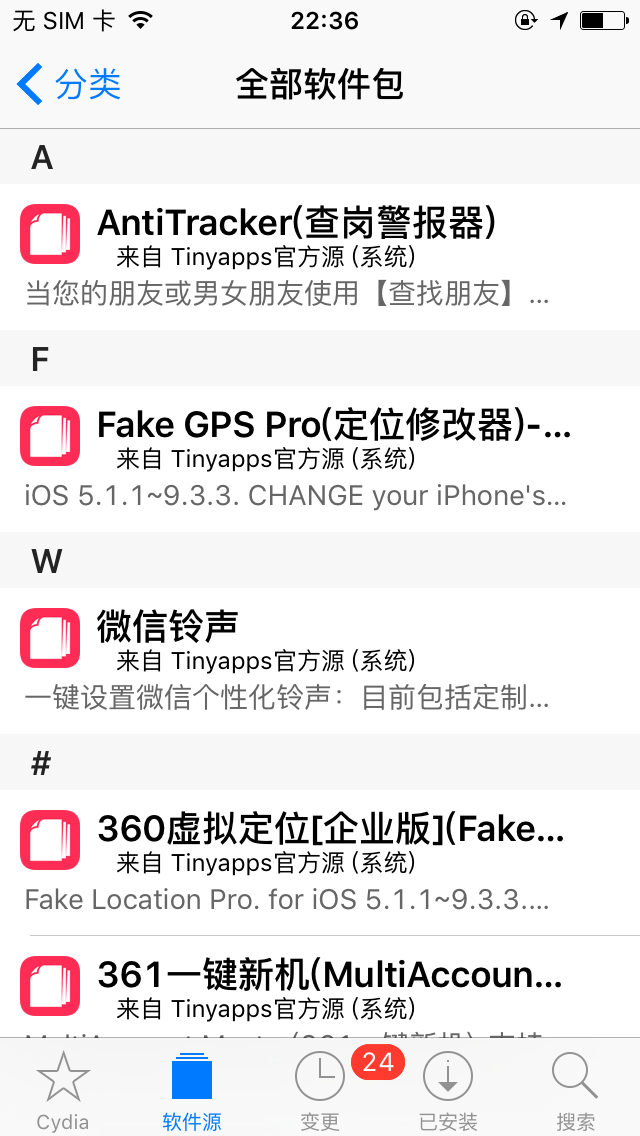 无 SIM 卡 22:36
分类 全部软件包
A
AntiTracker(查岗警报器)
来自 Tinyapps官方源 (系统)
当您的朋友或男女朋友使用【查找朋友】...
F
Fake GPS Pro(定位修改器)-...
来自 Tinyapps官方源 (系统)
iOS 5.1.1~9.3.3. CHANGE your iPhone's...
W
微信铃声
来自 Tinyapps官方源 (系统)
一键设置微信个性化铃声：目前包括定制...
#
360虚拟定位[企业版](Fake...
来自 Tinyapps官方源 (系统)
Fake Location Pro. for iOS 5.1.1~9.3.3....
361一键新机(MultiAccoun...
来自 Tinyapps官方源 (系统)
24
Cydia 软件源 变更 已安装 搜索